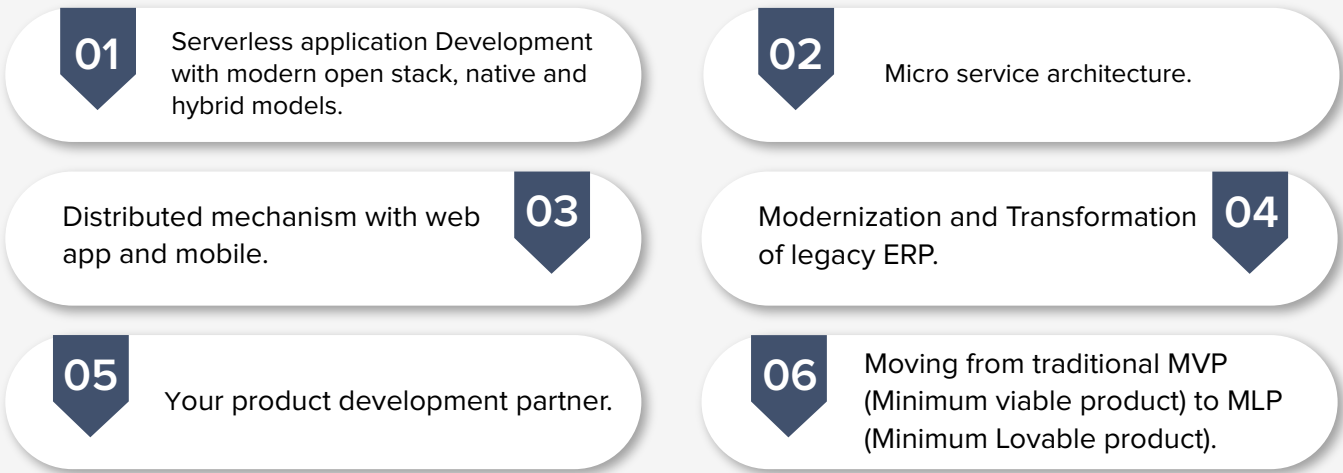 01
Serverless application Development
with modern open stack, native and
hybrid models.
02
Micro service architecture.
Distributed mechanism with web
app and mobile.
03
Modernization and Transformation
of legacy ERP.
04
05
Your product development partner.
06
Moving from traditional MVP
(Minimum viable product) to MLP
(Minimum Lovable product).